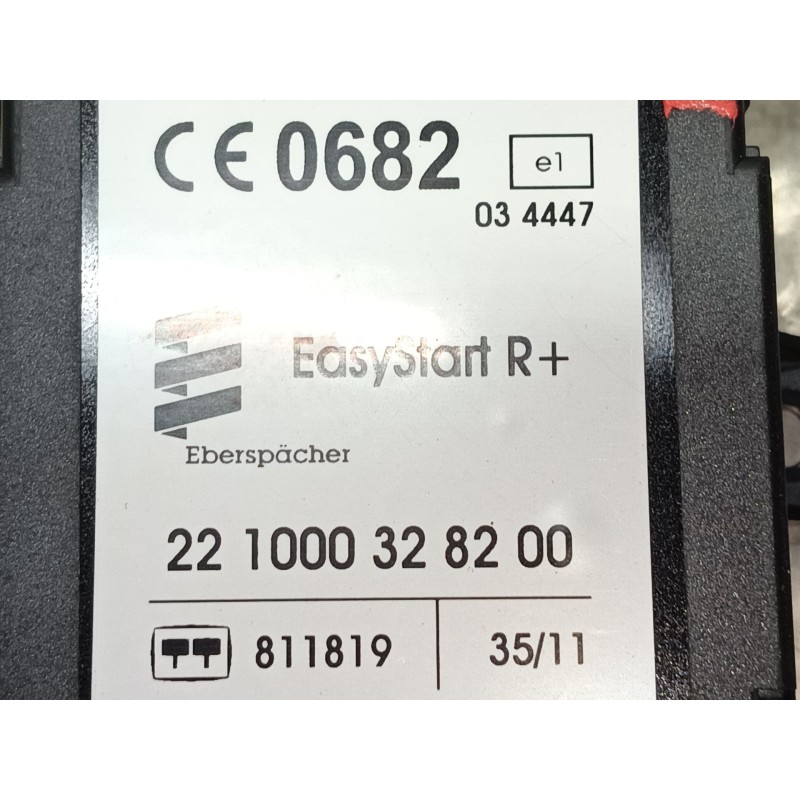 CE 0682
e1
03 4447
EasyStart R+
Eberspächer
22 1000 32 82 00
811819
35/11